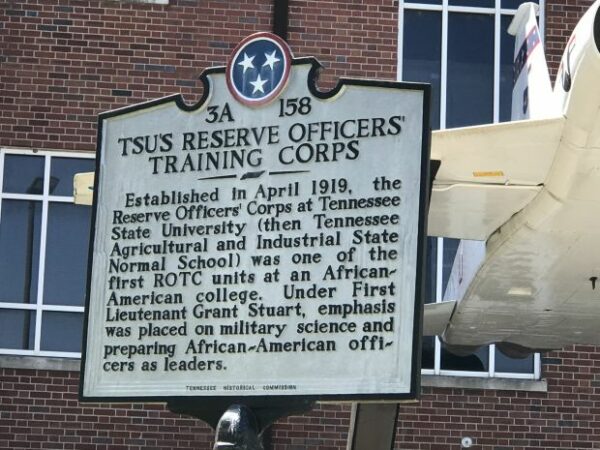 3A 158
TSU'S RESERVE OFFICERS'
TRAINING CORPS
Established in April 1919, the
Reserve Officers' Corps at Tennessee
State University (then Tennessee
Agricultural and Industrial State
Normal School) was one of the
first ROTC units at an African-
American college. Under First
Lieutenant Grant Stuart, emphasis
was placed on military science and
preparing African-American offi-
cers as leaders.
TENNESSEE HISTORICAL COMMISSION